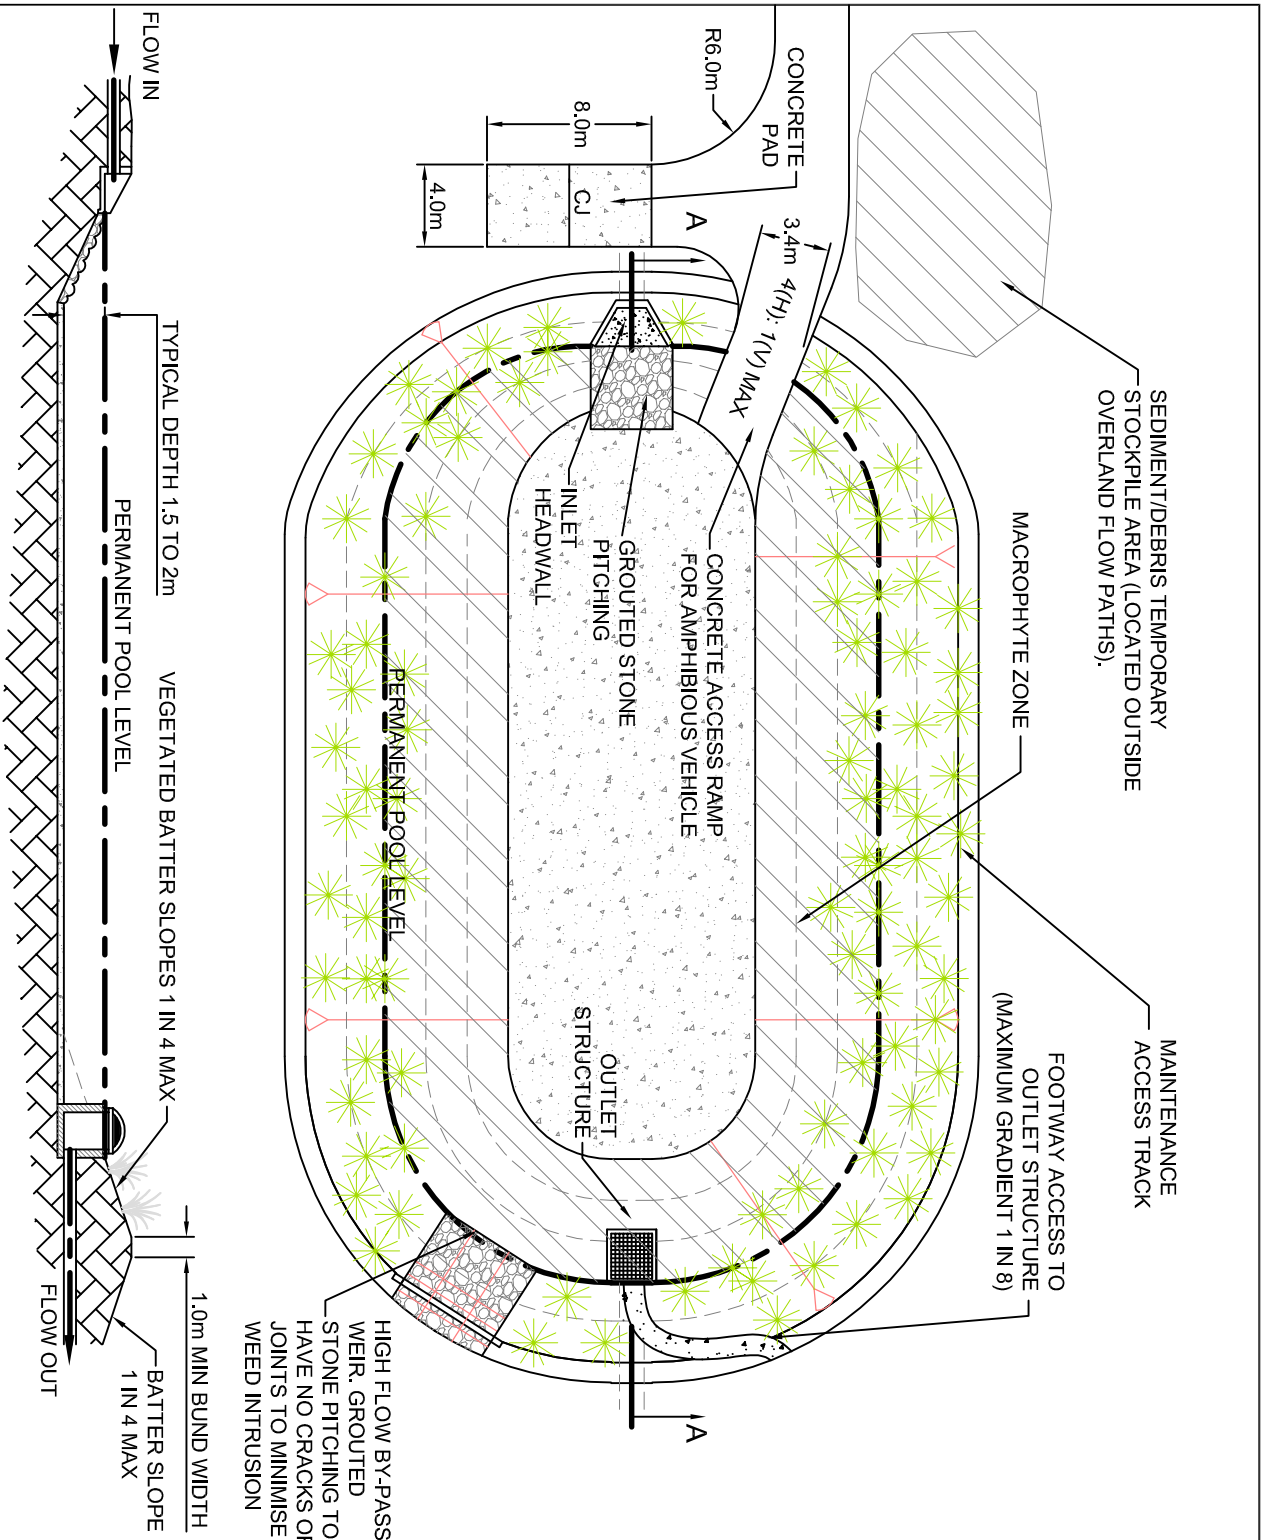 SEDIMENT/DEBRIS TEMPORARY
STOCKPILE AREA (LOCATED OUTSIDE
OVERLAND FLOW PATHS).
MAINTENANCE
ACCESS TRACK
FOOTWAY ACCESS TO
OUTLET STRUCTURE
(MAXIMUM GRADIENT 1 IN 8)
MACROPHYTE ZONE
CONCRETE
PAD
R6.0m
8.0m
4.0m
CJ
A
3.4m
4(H): 1(V) MAX
CONCRETE ACCESS RAMP
FOR AMPHIBIOUS VEHICLE
GROUTED STONE
PITCHING
INLET
HEADWALL
OUTLET
STRUCTURE
PERMANENT POOL LEVEL
A
HIGH FLOW BY-PASS
WEIR. GROUTED
STONE PITCHING TO
HAVE NO CRACKS OR
JOINTS TO MINIMISE
WEED INTRUSION
FLOW IN
TYPICAL DEPTH 1.5 TO 2m
PERMANENT POOL LEVEL
VEGETATED BATTER SLOPES 1 IN 4 MAX
1.0m MIN BUND WIDTH
BATTER SLOPE
1 IN 4 MAX
FLOW OUT